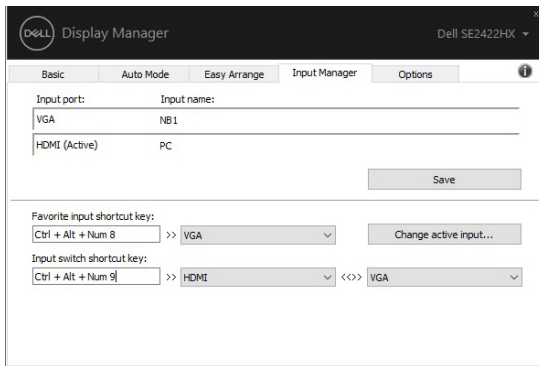 DELL Display Manager Dell SE2422HX
x
Basic Auto Mode Easy Arrange Input Manager Options i
Input port: Input name:
VGA NB1
HDMI (Active) PC
Save
Favorite input shortcut key:
Ctrl + Alt + Num 8 >> VGA Change active input...
Input switch shortcut key:
Ctrl + Alt + Num 9 >> HDMI <<>> VGA